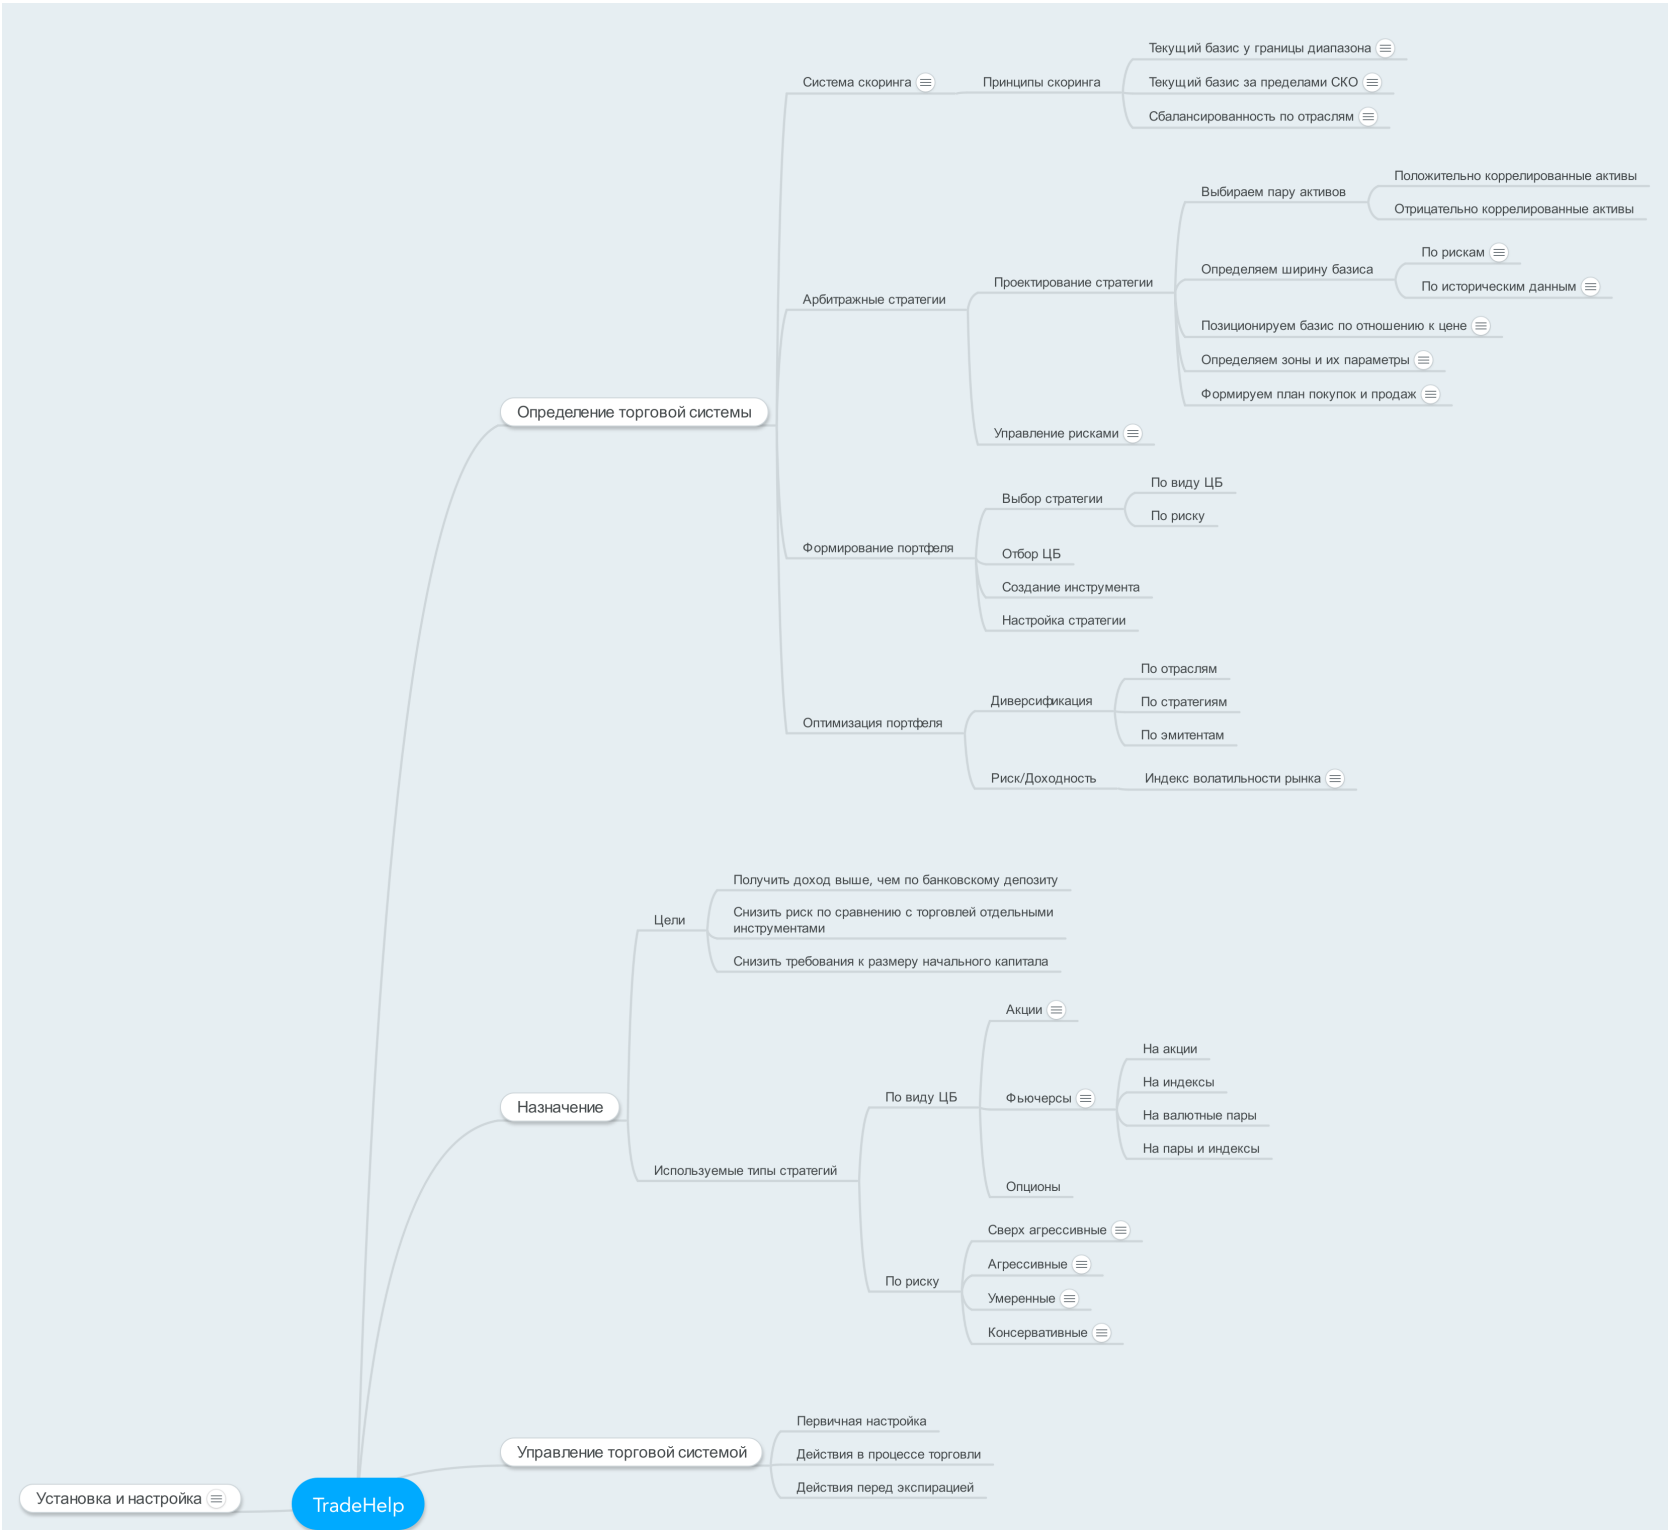 Текущий базис у границы диапазона
Система скоринга
Принципы скоринга
Текущий базис за пределами СКО
Сбалансированность по отраслям
Положительно коррелированные активы
Выбираем пару активов
Отрицательно коррелированные активы
По рискам
Определяем ширину базиса
Проектирование стратегии
По историческим данным
Арбитражные стратегии
Позиционируем базис по отношению к цене
Определяем зоны и их параметры
Формируем план покупок и продаж
Определение торговой системы
Управление рисками
По виду ЦБ
Выбор стратегии
По риску
Формирование портфеля
Отбор ЦБ
Создание инструмента
Настройка стратегии
По отраслям
Диверсификация
По стратегиям
Оптимизация портфеля
По эмитентам
Риск/Доходность
Индекс волатильности рынка
Получить доход выше, чем по банковскому депозиту
Цели
Снизить риск по сравнению с торговлей отдельными
инструментами
Снизить требования к размеру начального капитала
Акции
На акции
На индексы
По виду ЦБ
Фьючерсы
Назначение
На валютные пары
На пары и индексы
Используемые типы стратегий
Опционы
Сверх агрессивные
Агрессивные
По риску
Умеренные
Консервативные
Первичная настройка
Управление торговой системой
Действия в процессе торговли
Действия перед экспирацией
Установка и настройка
TradeHelp